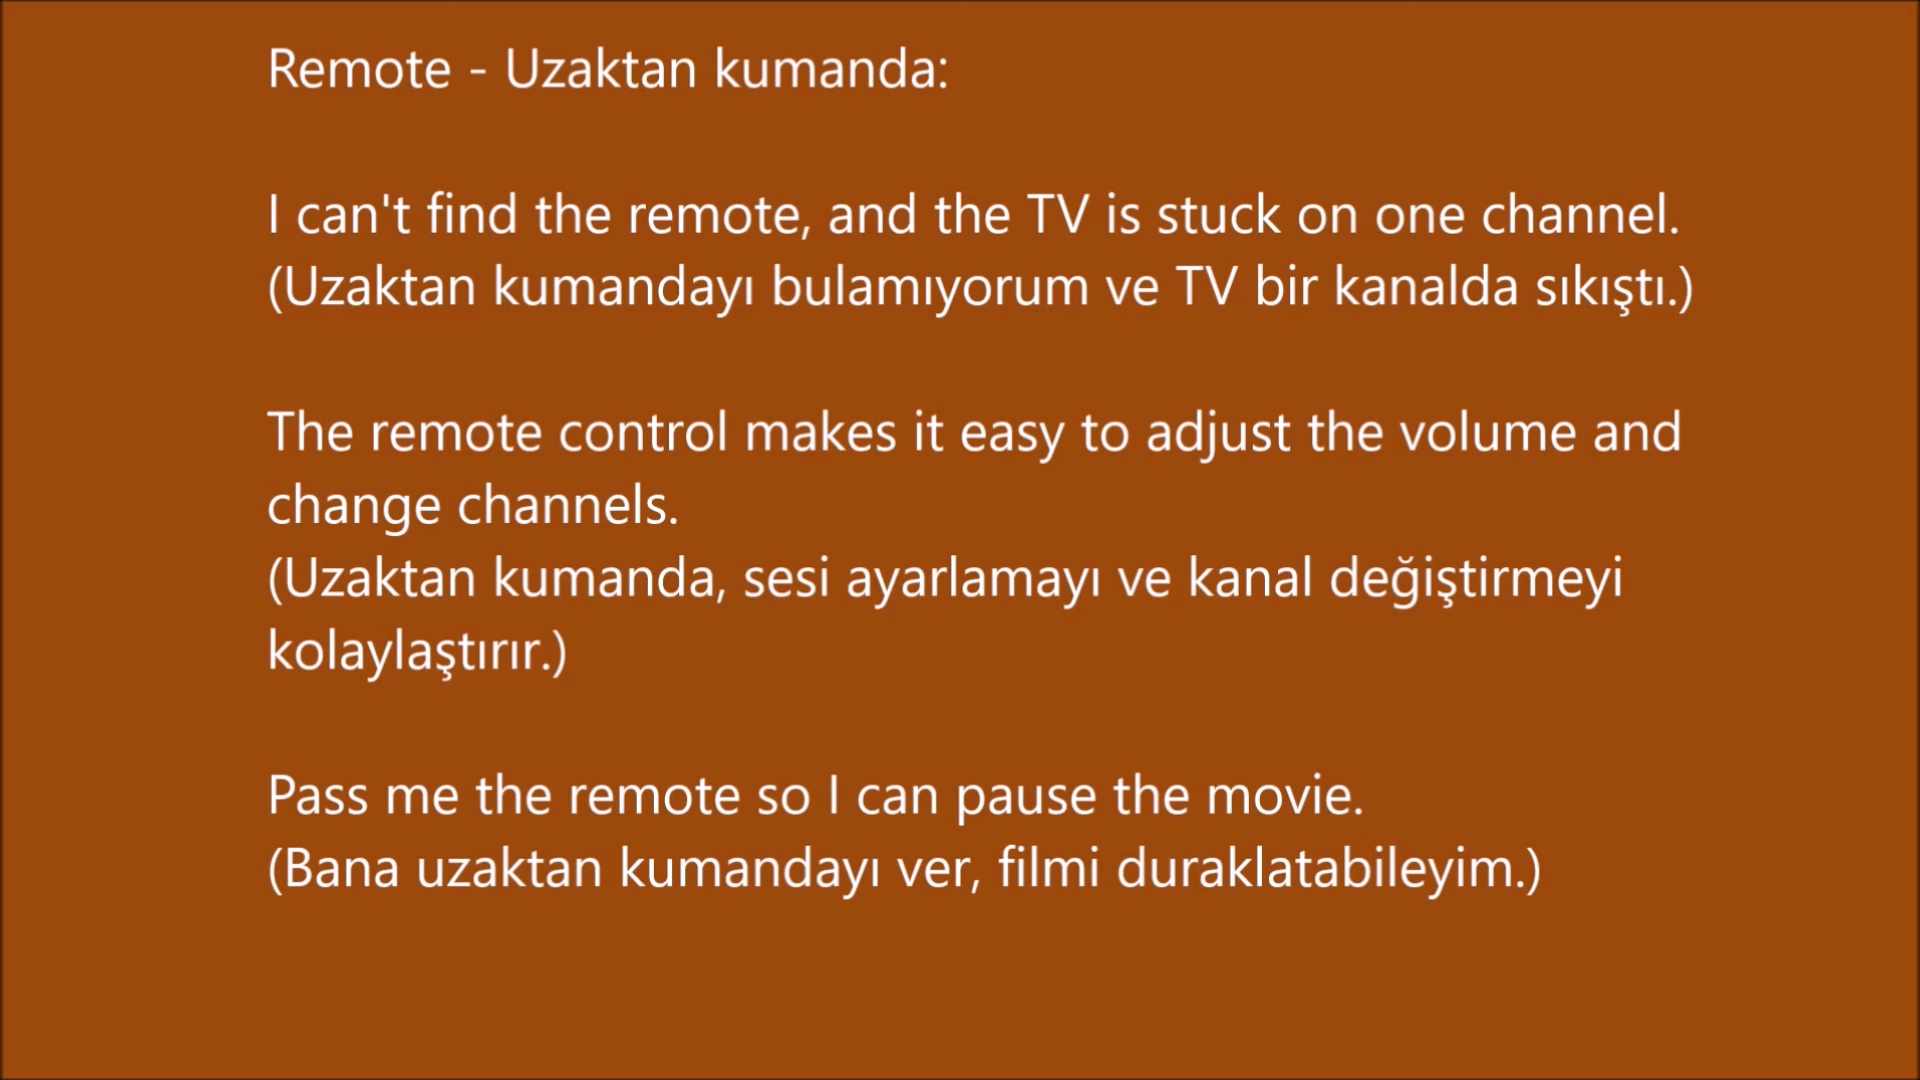 Remote - Uzaktan kumanda:
I can't find the remote, and the TV is stuck on one channel.
(Uzaktan kumandayı bulamıyorum ve TV bir kanalda sıkıştı.)
The remote control makes it easy to adjust the volume and
change channels.
(Uzaktan kumanda, sesi ayarlamayı ve kanal değiştirmeyi
kolaylaştırır.)
Pass me the remote so I can pause the movie.
(Bana uzaktan kumandayı ver, filmi duraklatabileyim.)